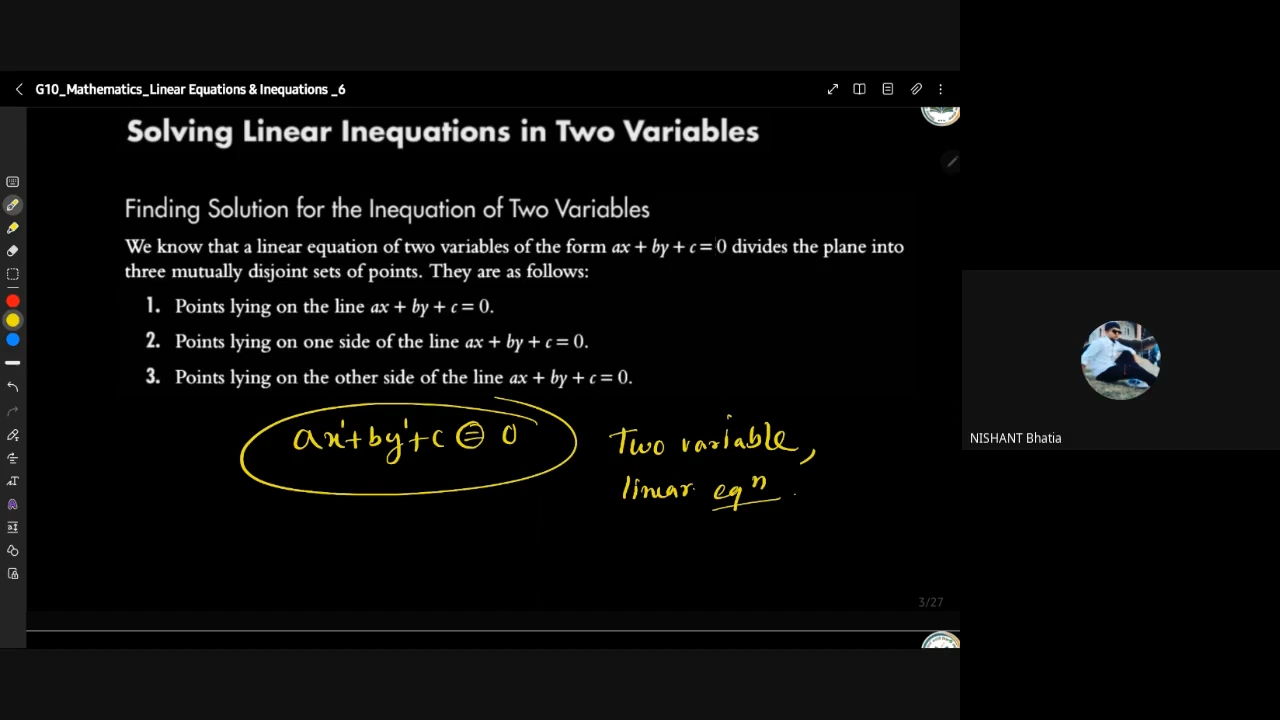 G10_Mathematics_Linear Equations & Inequations _6
Solving Linear Inequations in Two Variables
Finding Solution for the Inequation of Two Variables
We know that a linear equation of two variables of the form ax + by + c = 0 divides the plane into
three mutually disjoint sets of points. They are as follows:
1. Points lying on the line ax + by + c = 0.
2. Points lying on one side of the line ax + by + c = 0.
3. Points lying on the other side of the line ax + by + c = 0.
ax¹+by¹+c = 0
Two variable,
linear eqⁿ.
3/27
NISHANT Bhatia